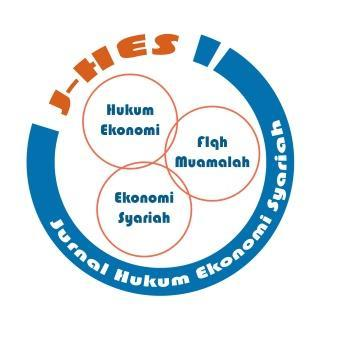 J-HES
Hukum
Ekonomi
Fiqh
Muamalah
Ekonomi
Syariah
Jurnal Hukum Ekonomi Syariah